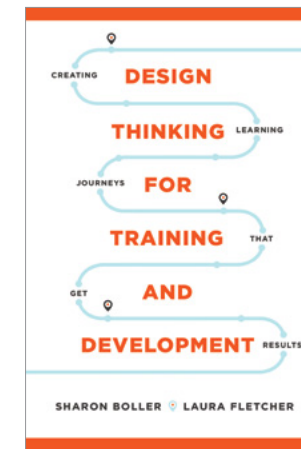 CREATING DESIGN
THINKING LEARNING
JOURNEYS FOR
TRAINING THAT
GET AND
DEVELOPMENT RESULTS
SHARON BOLLER LAURA FLETCHER